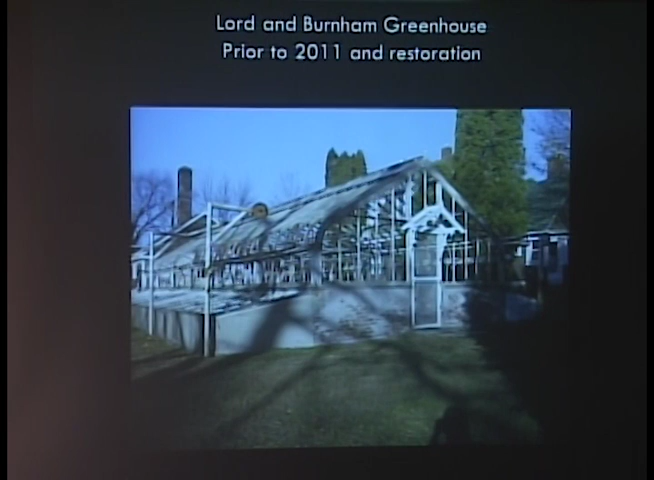 Lord and Burnham Greenhouse
Prior to 2011 and restoration